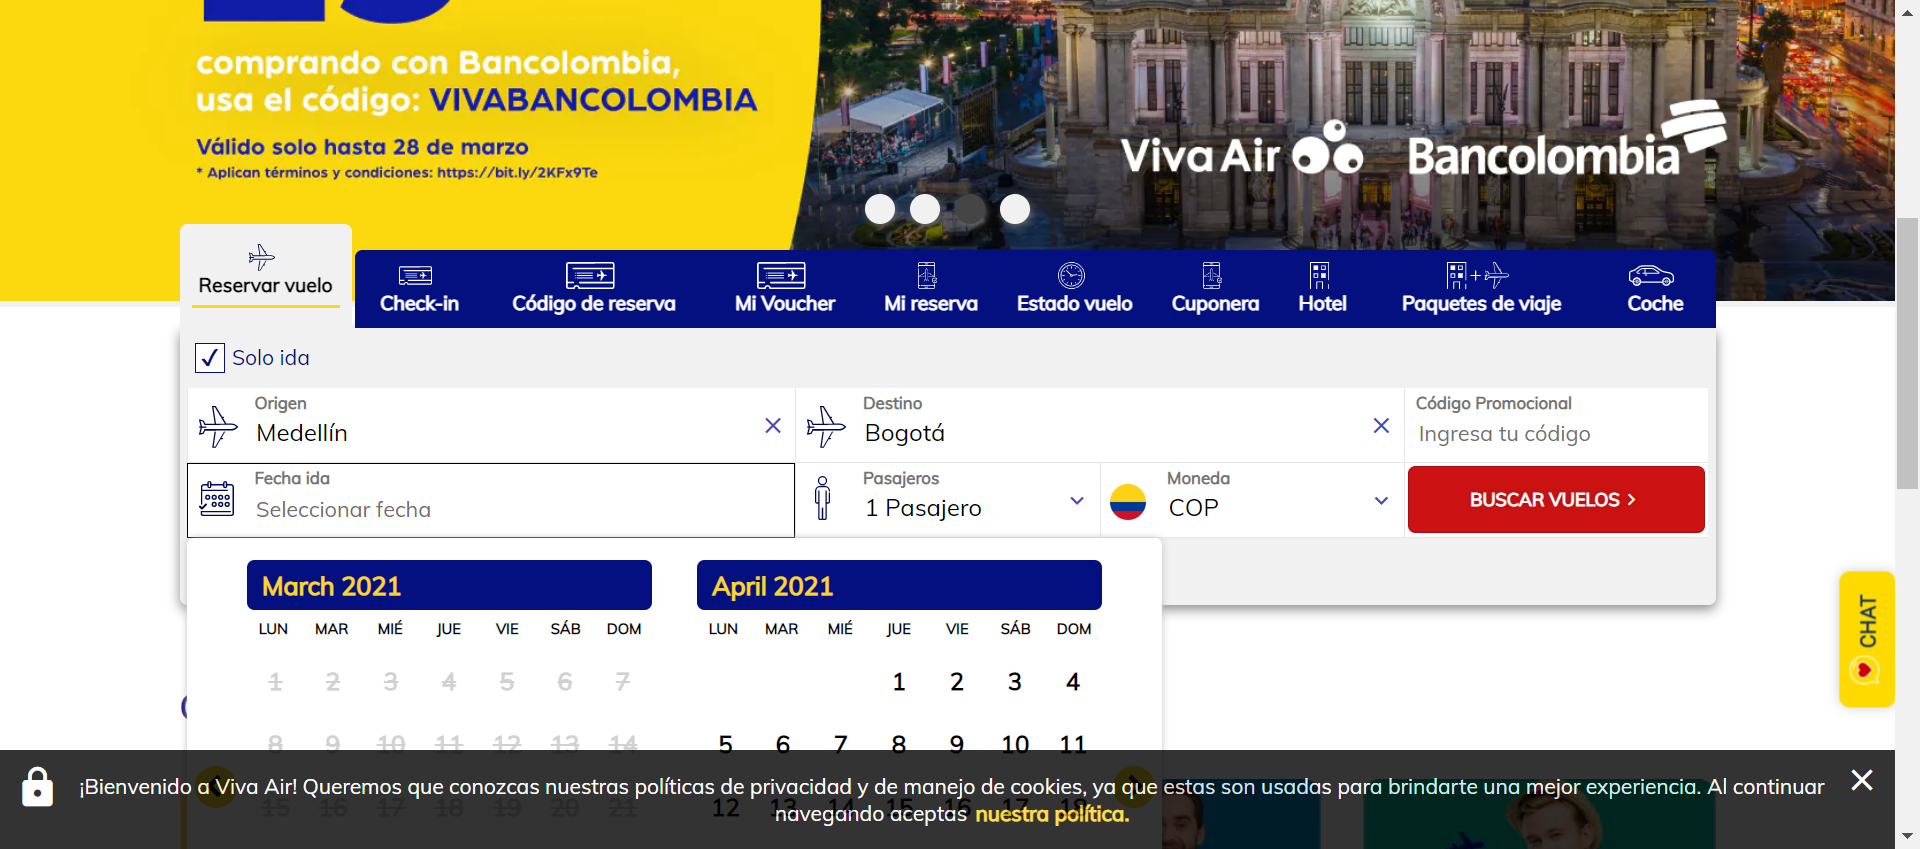 comprando con Bancolombia,
usa el código: VIVABANCOLOMBIA
Válido solo hasta 28 de marzo
* Aplican términos y condiciones: https://bit.ly/2KFx9Te
Viva Air Bancolombia
Reservar vuelo
Check-in
Código de reserva
Mi Voucher
Mi reserva
Estado vuelo
Cuponera
Hotel
Paquetes de viaje
Coche
Solo ida
Origen
Medellín
Destino
Bogotá
Código Promocional
Ingresa tu código
Fecha ida
Seleccionar fecha
Pasajeros
1 Pasajero
Moneda
COP
BUSCAR VUELOS
March 2021
LUN MAR MIÉ JUE VIE SÁB DOM
1 2 3 4 5 6 7
8 9 10 11 12 13 14
15 16 17 18 19 20 21
April 2021
LUN MAR MIÉ JUE VIE SÁB DOM
1 2 3 4
5 6 7 8 9 10 11
12 13 14 15 16 17 18
CHAT
¡Bienvenido a Viva Air! Queremos que conozcas nuestras políticas de privacidad y de manejo de cookies, ya que estas son usadas para brindarte una mejor experiencia. Al continuar
navegando aceptas nuestra política.